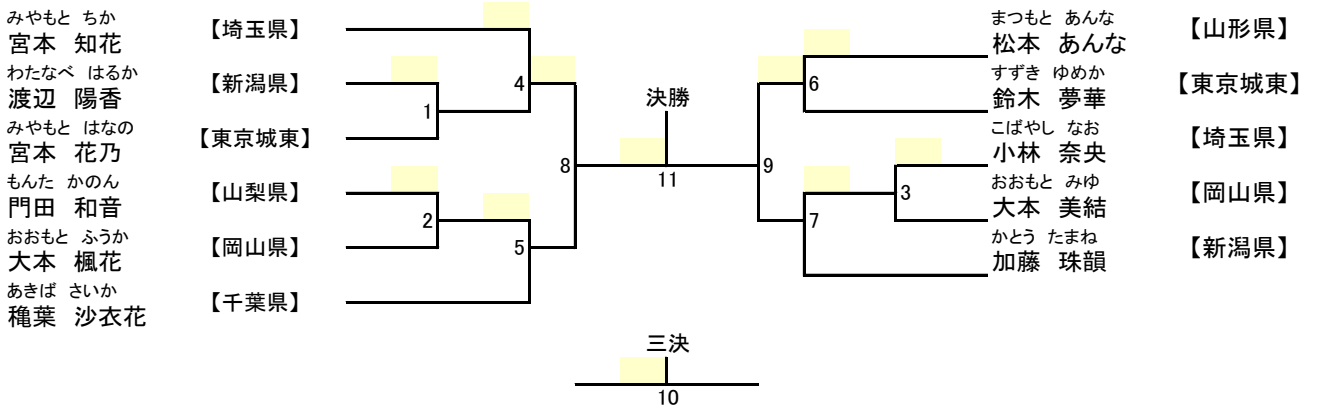 みやもと ちか
宮本 知花 【埼玉県】
わたなべ はるか
渡辺 陽香 【新潟県】
みやもと はなの
宮本 花乃 【東京城東】
もんた かのん
門田 和音 【山梨県】
おおもと ふうか
大本 楓花 【岡山県】
あきば さいか
穐葉 沙衣花 【千葉県】
4
1
2
5
8
決勝
11
9
6
3
7
まつもと あんな
松本 あんな 【山形県】
すずき ゆめか
鈴木 夢華 【東京城東】
こばやし なお
小林 奈央 【埼玉県】
おおもと みゆ
大本 美結 【岡山県】
かとう たまね
加藤 珠韻 【新潟県】
三決
10